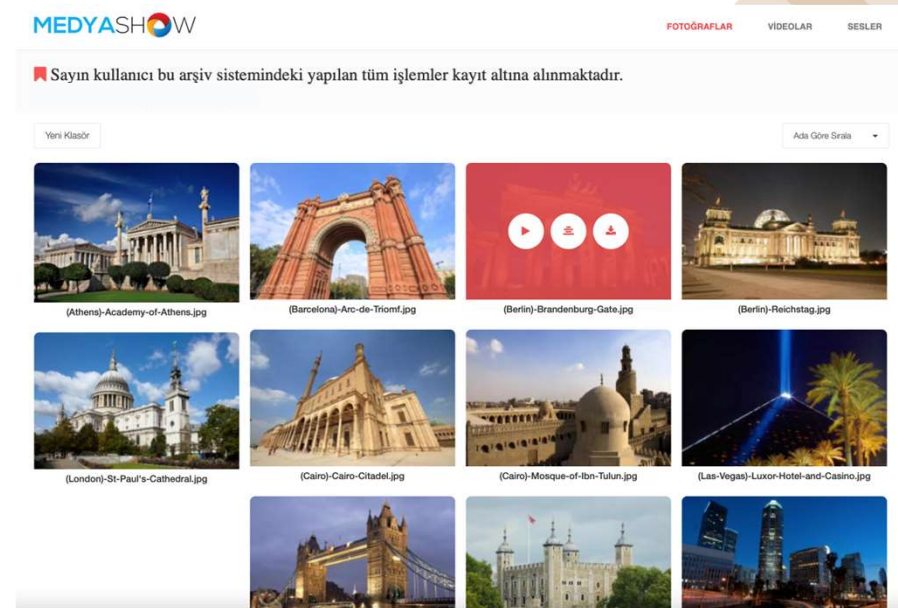 MEDYASHOW
FOTOĞRAFLAR VİDEOLAR SESLER
Sayın kullanıcı bu arşiv sistemindeki yapılan tüm işlemler kayıt altına alınmaktadır.
Yeni Klasör
Ada Göre Sırala
(Athens)-Academy-of-Athens.jpg
(Barcelona)-Arc-de-Triomf.jpg
(Berlin)-Brandenburg-Gate.jpg
(Berlin)-Reichstag.jpg
(London)-St-Paul's-Cathedral.jpg
(Cairo)-Cairo-Citadel.jpg
(Cairo)-Mosque-of-Ibn-Tulun.jpg
(Las-Vegas)-Luxor-Hotel-and-Casino.jpg